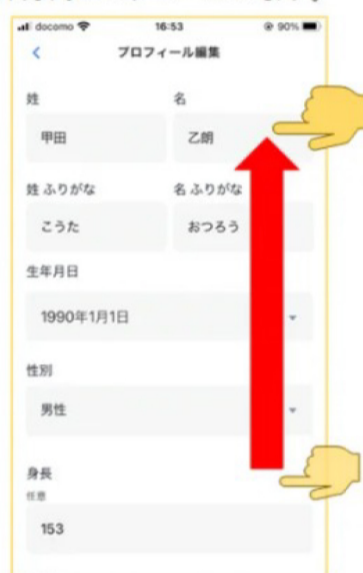 docomo 16:53 90%
プロフィール編集
姓 名
甲田 乙朗
姓 ふりがな 名 ふりがな
こうた おつろう
生年月日
1990年1月1日
性別
男性
身長
任意
153